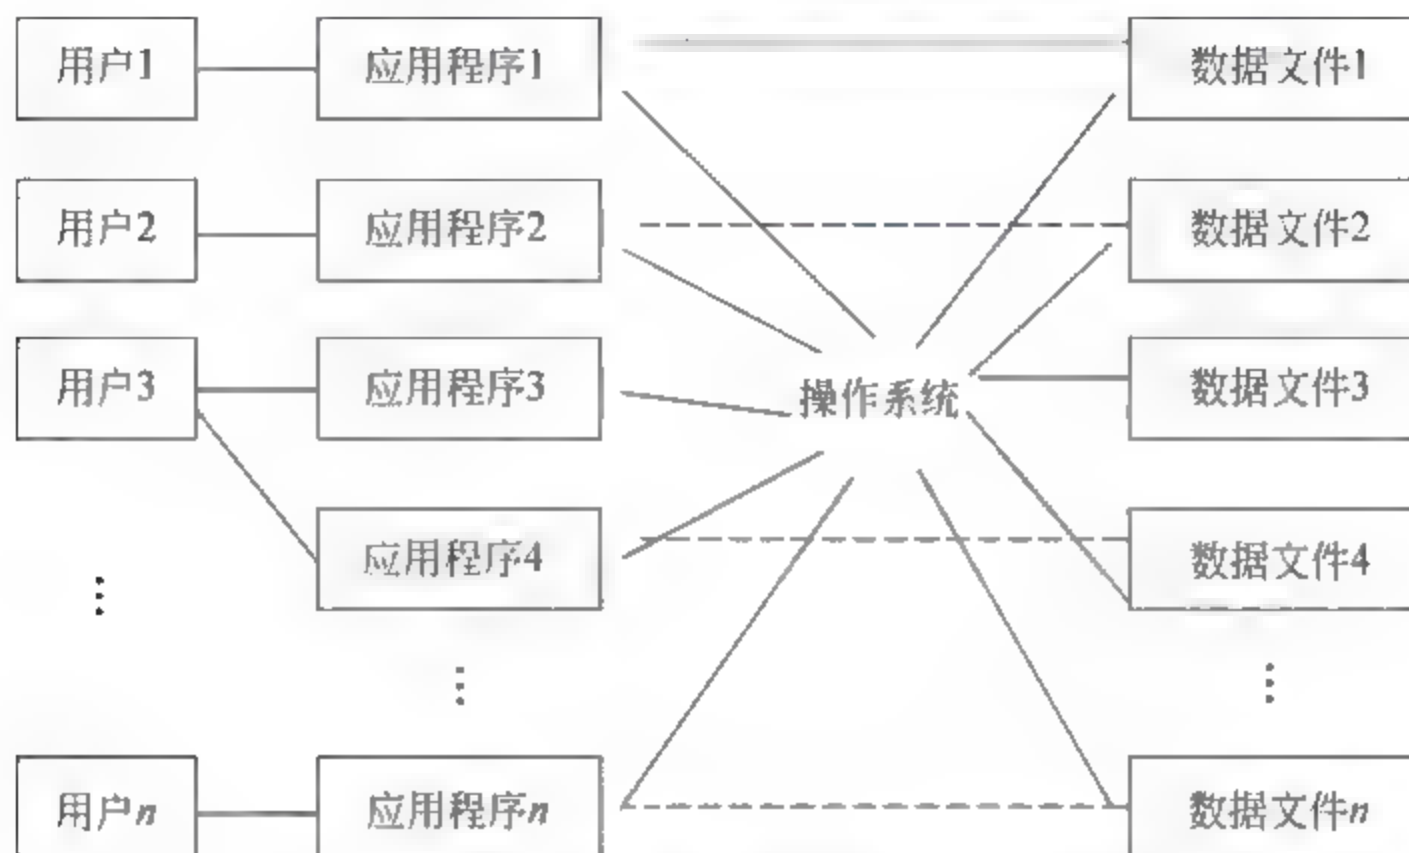 用户1 应用程序1 数据文件1
用户2 应用程序2 数据文件2
用户3 应用程序3 操作系统 数据文件3
应用程序4 数据文件4
⋮
⋮ ⋮
用户n 应用程序n 数据文件n